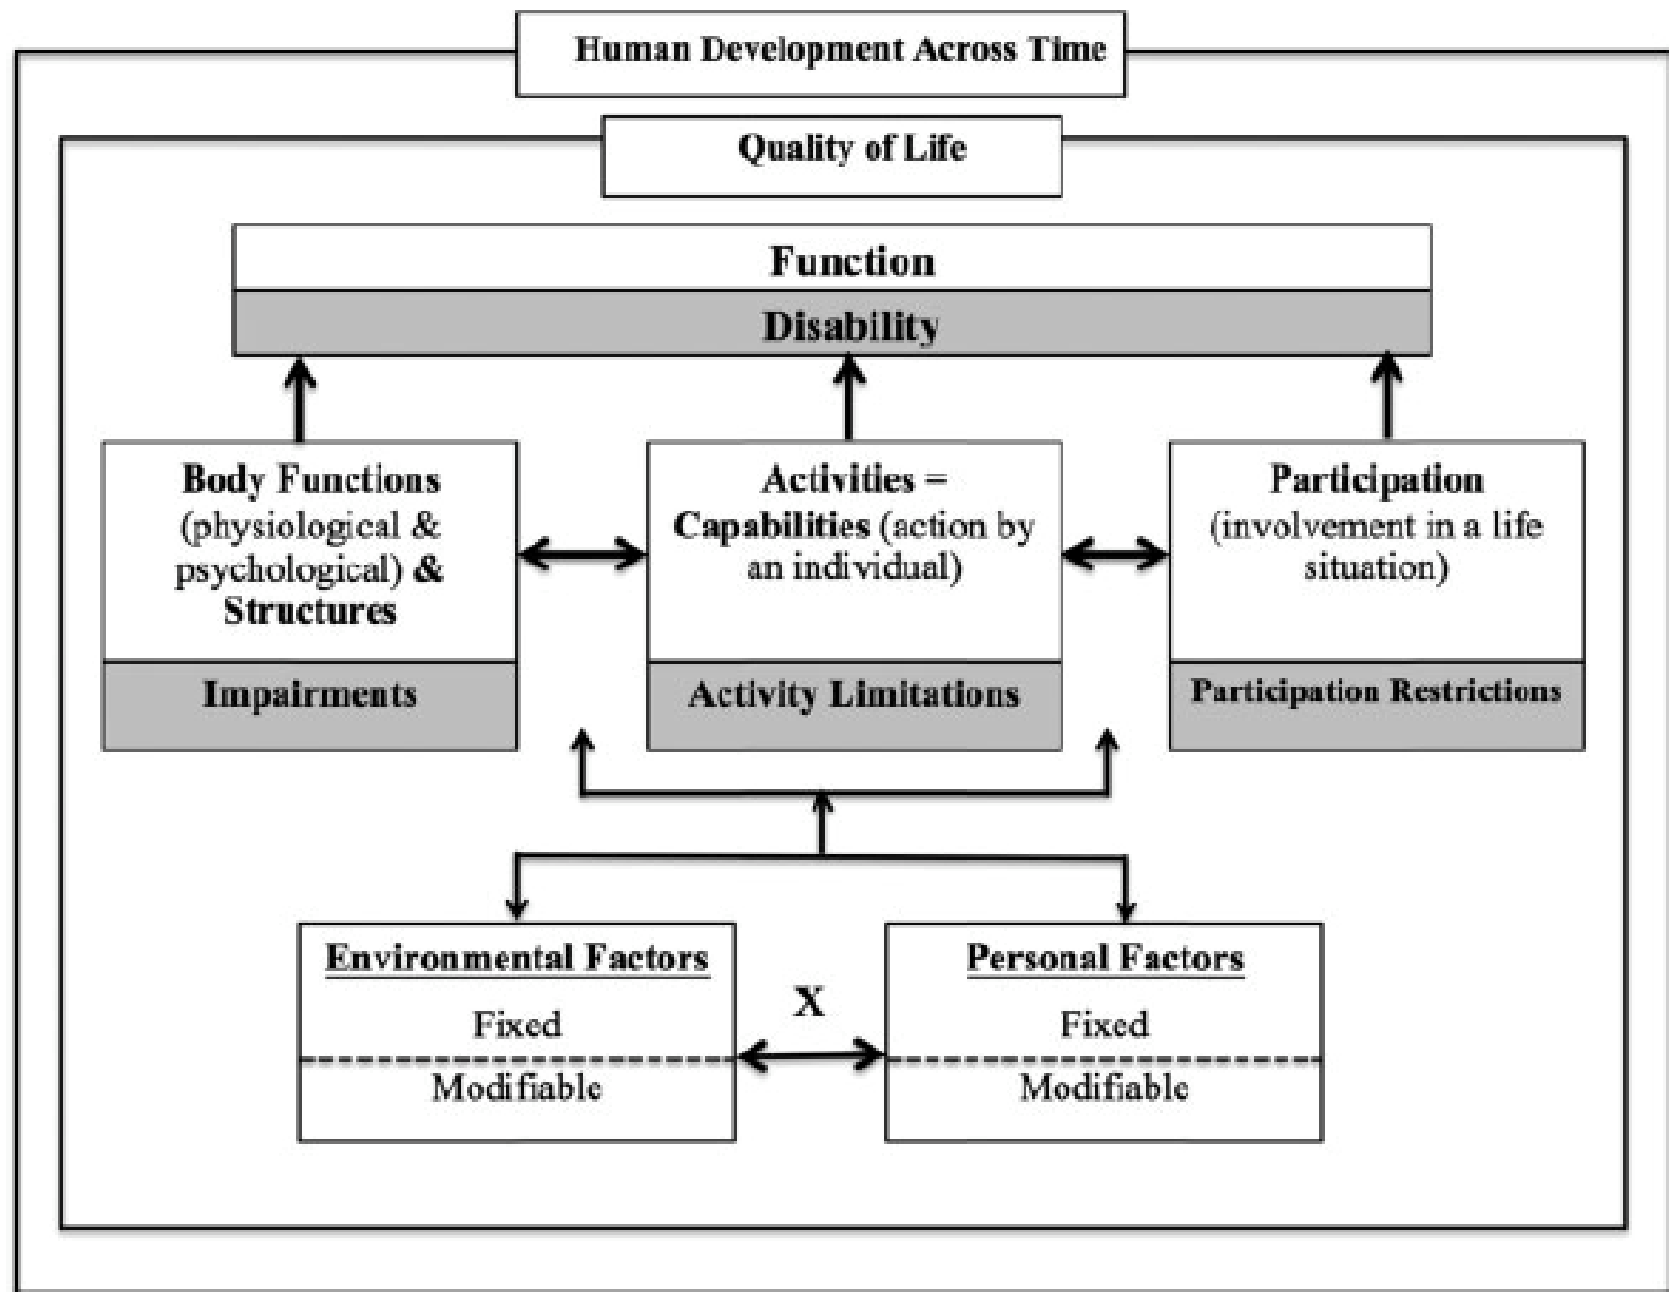 Human Development Across Time
Quality of Life
Function
Disability
Body Functions
(physiological &
psychological) &
Structures
Impairments
Activities =
Capabilities (action by
an individual)
Activity Limitations
Participation
(involvement in a life
situation)
Participation Restrictions
Environmental Factors
Fixed
Modifiable
X
Personal Factors
Fixed
Modifiable